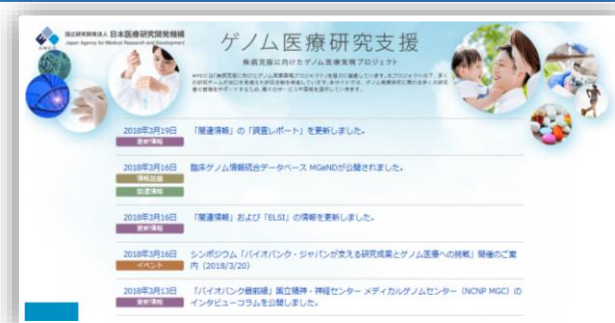 国立研究開発法人 日本医療研究開発機構
Japan Agency for Medical Research and Development
AMED
ゲノム医療研究支援
疾病克服に向けたゲノム医療実現プロジェクト
2018年3月19日 「関連情報」の「調査レポート」を更新しました。
更新情報
2018年3月16日 臨床ゲノム情報統合データベース MGeNDが公開されました。
情報基盤
関連情報
2018年3月16日 「関連情報」および「ELSI」の情報を更新しました。
更新情報
2018年3月16日 シンポジウム「バイオバンク・ジャパンが支える研究成果とゲノム医療への挑戦」開催のご案
イベント 内（2018/3/20）
2018年3月13日 「バイオバンク最前線」国立精神・神経センター メディカルゲノムセンター（NCNP MGC）の
更新情報 インタビューコラムを公開しました。